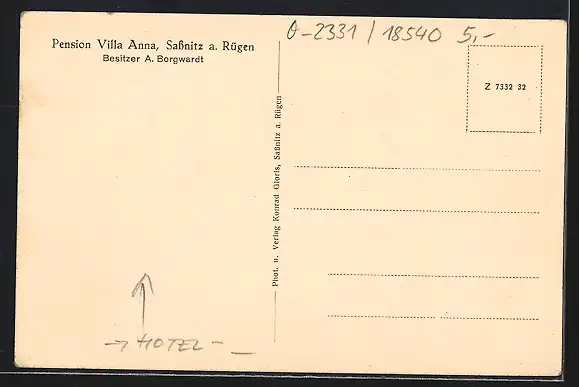 Pension Villa Anna, Saßnitz a. Rügen
Besitzer A. Borgwardt
O-2331 / 18540 5,-
Z 7332 32
Phot. u. Verlag Konrad Gloris, Saßnitz a. Rügen
→ HOTEL -